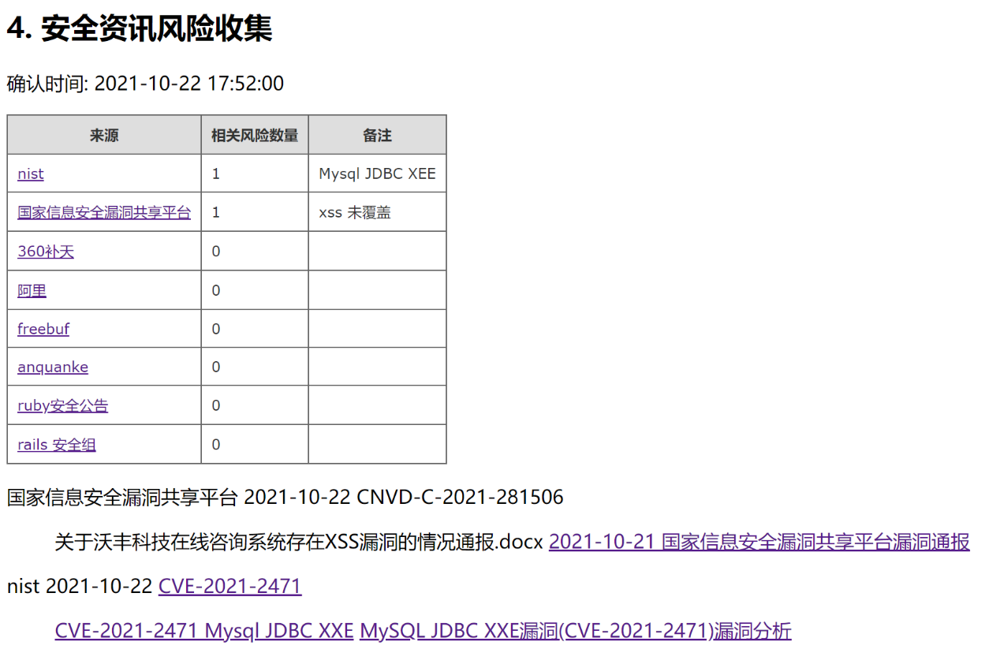 4. 安全资讯风险收集
确认时间: 2021-10-22 17:52:00
来源 相关风险数量 备注
nist 1 Mysql JDBC XEE
国家信息安全漏洞共享平台 1 xss 未覆盖
360补天 0
阿里 0
freebuf 0
anquanke 0
ruby安全公告 0
rails 安全组 0
国家信息安全漏洞共享平台 2021-10-22 CNVD-C-2021-281506
关于沃丰科技在线咨询系统存在XSS漏洞的情况通报.docx 2021-10-21 国家信息安全漏洞共享平台漏洞通报
nist 2021-10-22 CVE-2021-2471
CVE-2021-2471 Mysql JDBC XXE MySQL JDBC XXE漏洞(CVE-2021-2471)漏洞分析